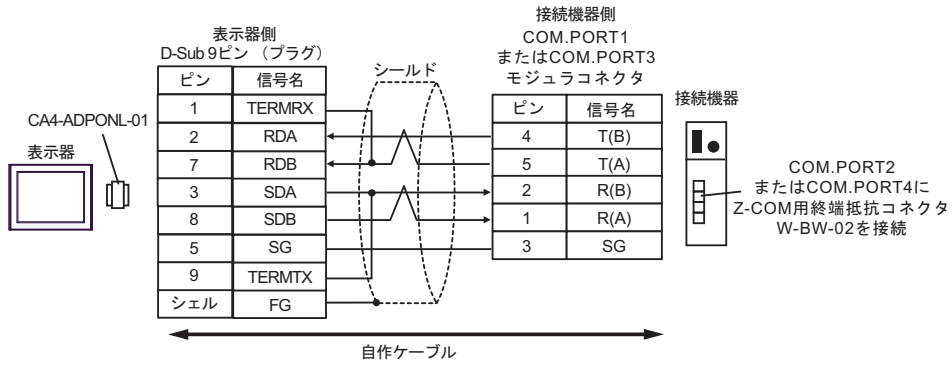 表示器側
D-Sub 9ピン （プラグ）
接続機器側
COM.PORT1
またはCOM.PORT3
モジュラコネクタ
シールド
接続機器
CA4-ADPONL-01
表示器
ピン 信号名
1 TERMRX
2 RDA
7 RDB
3 SDA
8 SDB
5 SG
9 TERMTX
シェル FG
ピン 信号名
4 T(B)
5 T(A)
2 R(B)
1 R(A)
3 SG
COM.PORT2
またはCOM.PORT4に
Z-COM用終端抵抗コネクタ
W-BW-02を接続
自作ケーブル